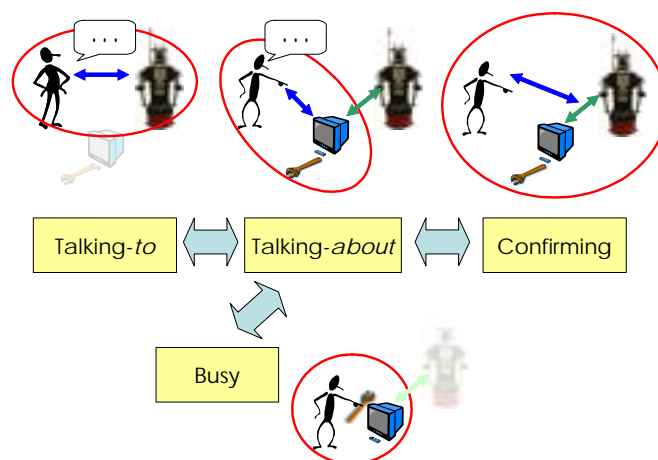 . . .
. . .
Talking-to
Talking-about
Confirming
Busy